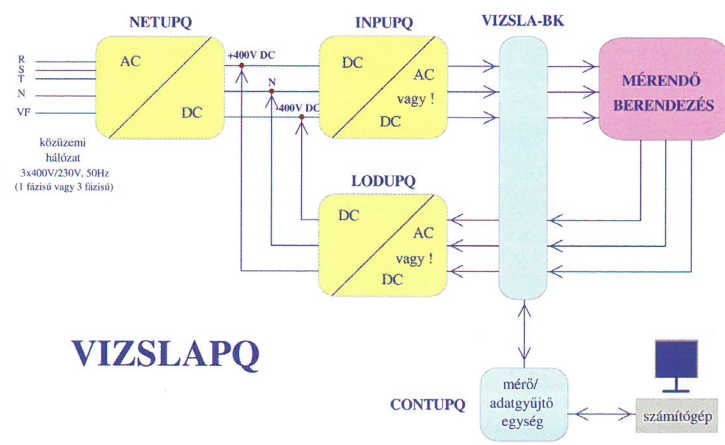 NETUPQ
INPUPQ
VIZSLA-BK
R
S
T
N
VF
AC
DC
+400V DC
N
-400V DC
DC
AC
vagy !
DC
MÉRENDŐ
BERENDEZÉS
közüzemi
hálózat
3x400V/230V, 50Hz
(1 fázisú vagy 3 fázisú)
LODUPQ
DC
AC
vagy !
DC
VIZSLAPQ
CONTUPQ
mérő/
adatgyűjtő
egység
számítógép